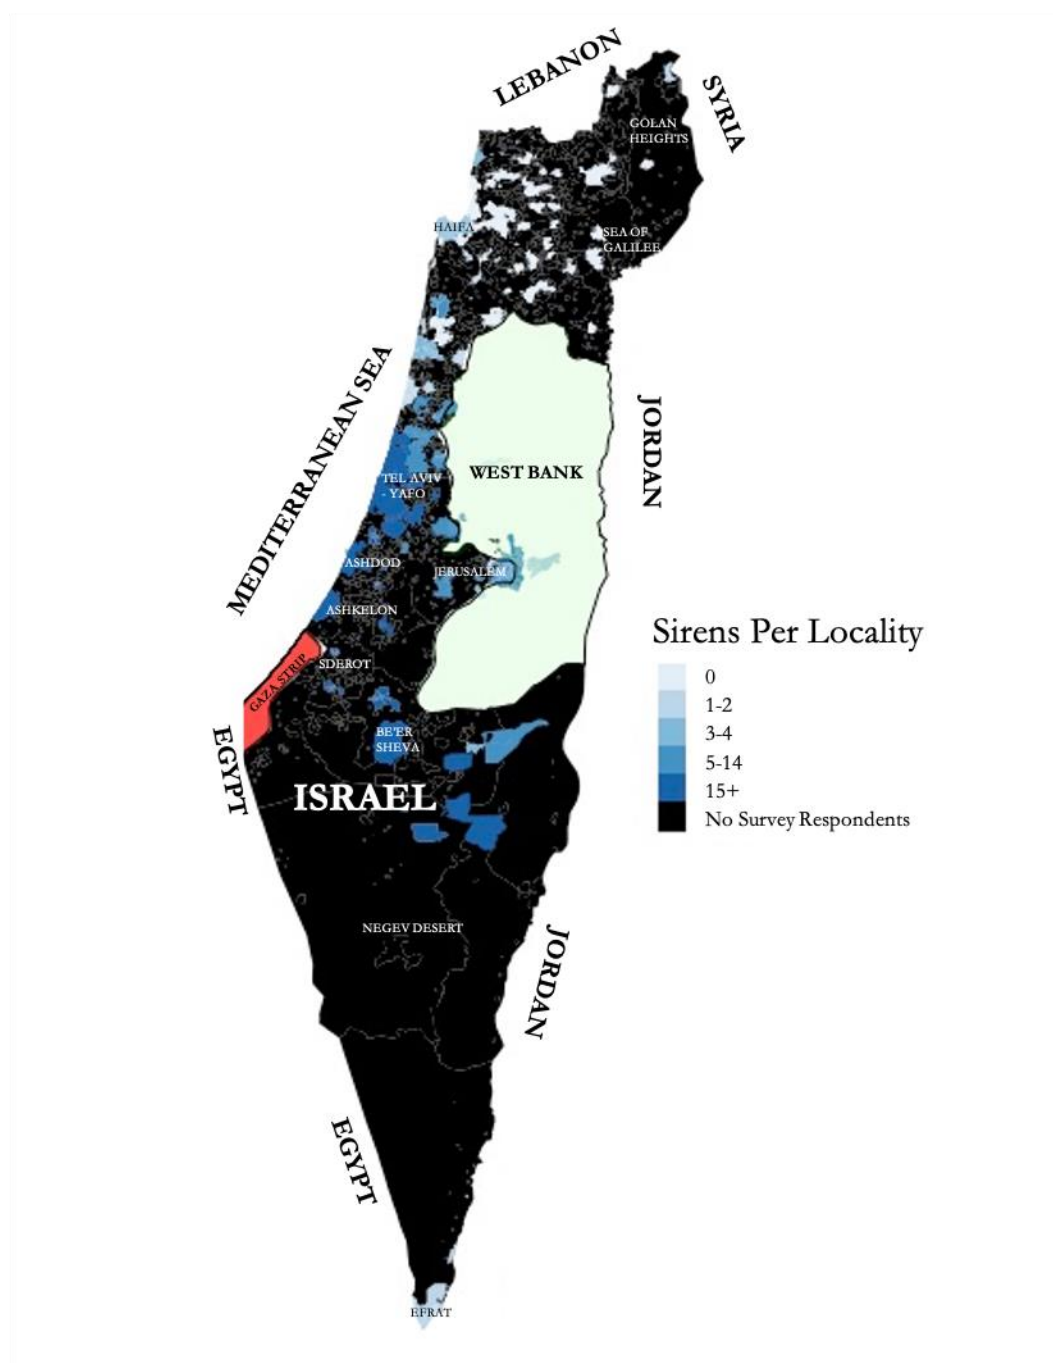 LEBANON
SYRIA
GOLAN
HEIGHTS
HAIFA
SEA OF
GALILEE
MEDITERRANEAN SEA
JORDAN
WEST BANK
TEL AVIV
- YAFO
ASHDOD
JERUSALEM
ASHKELON
SDEROT
GAZA STRIP
EGYPT
BE'ER
SHEVA
ISRAEL
Sirens Per Locality
0
1-2
3-4
5-14
15+
No Survey Respondents
NEGEV DESERT
JORDAN
EGYPT
EFRAT